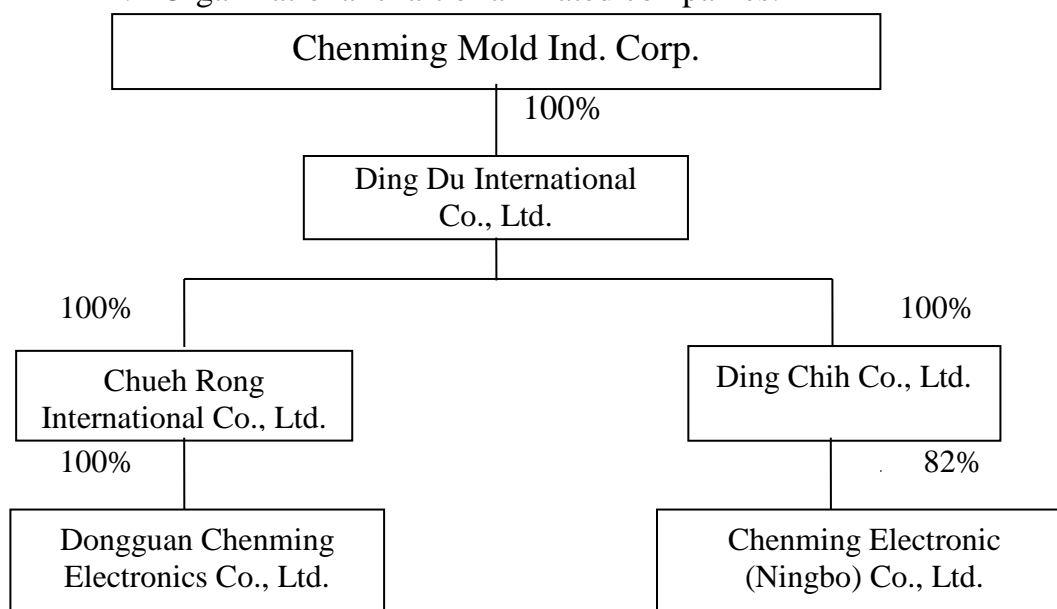 Chenming Mold Ind. Corp.
100%
Ding Du International
Co., Ltd.
100%
100%
Chueh Rong
International Co., Ltd.
Ding Chih Co., Ltd.
100%
82%
Dongguan Chenming
Electronics Co., Ltd.
Chenming Electronic
(Ningbo) Co., Ltd.